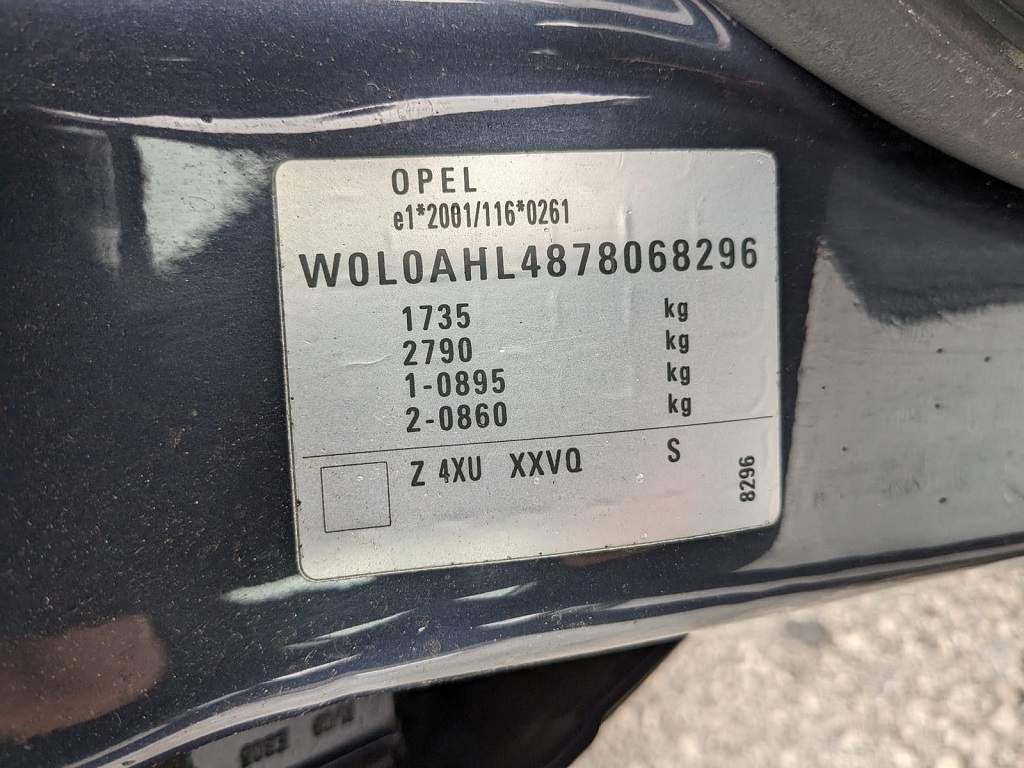 OPEL
e1*2001/116*0261
W0L0AHL4878068296
1735 kg
2790 kg
1-0895 kg
2-0860 kg
Z 4XU XXVQ S
8296